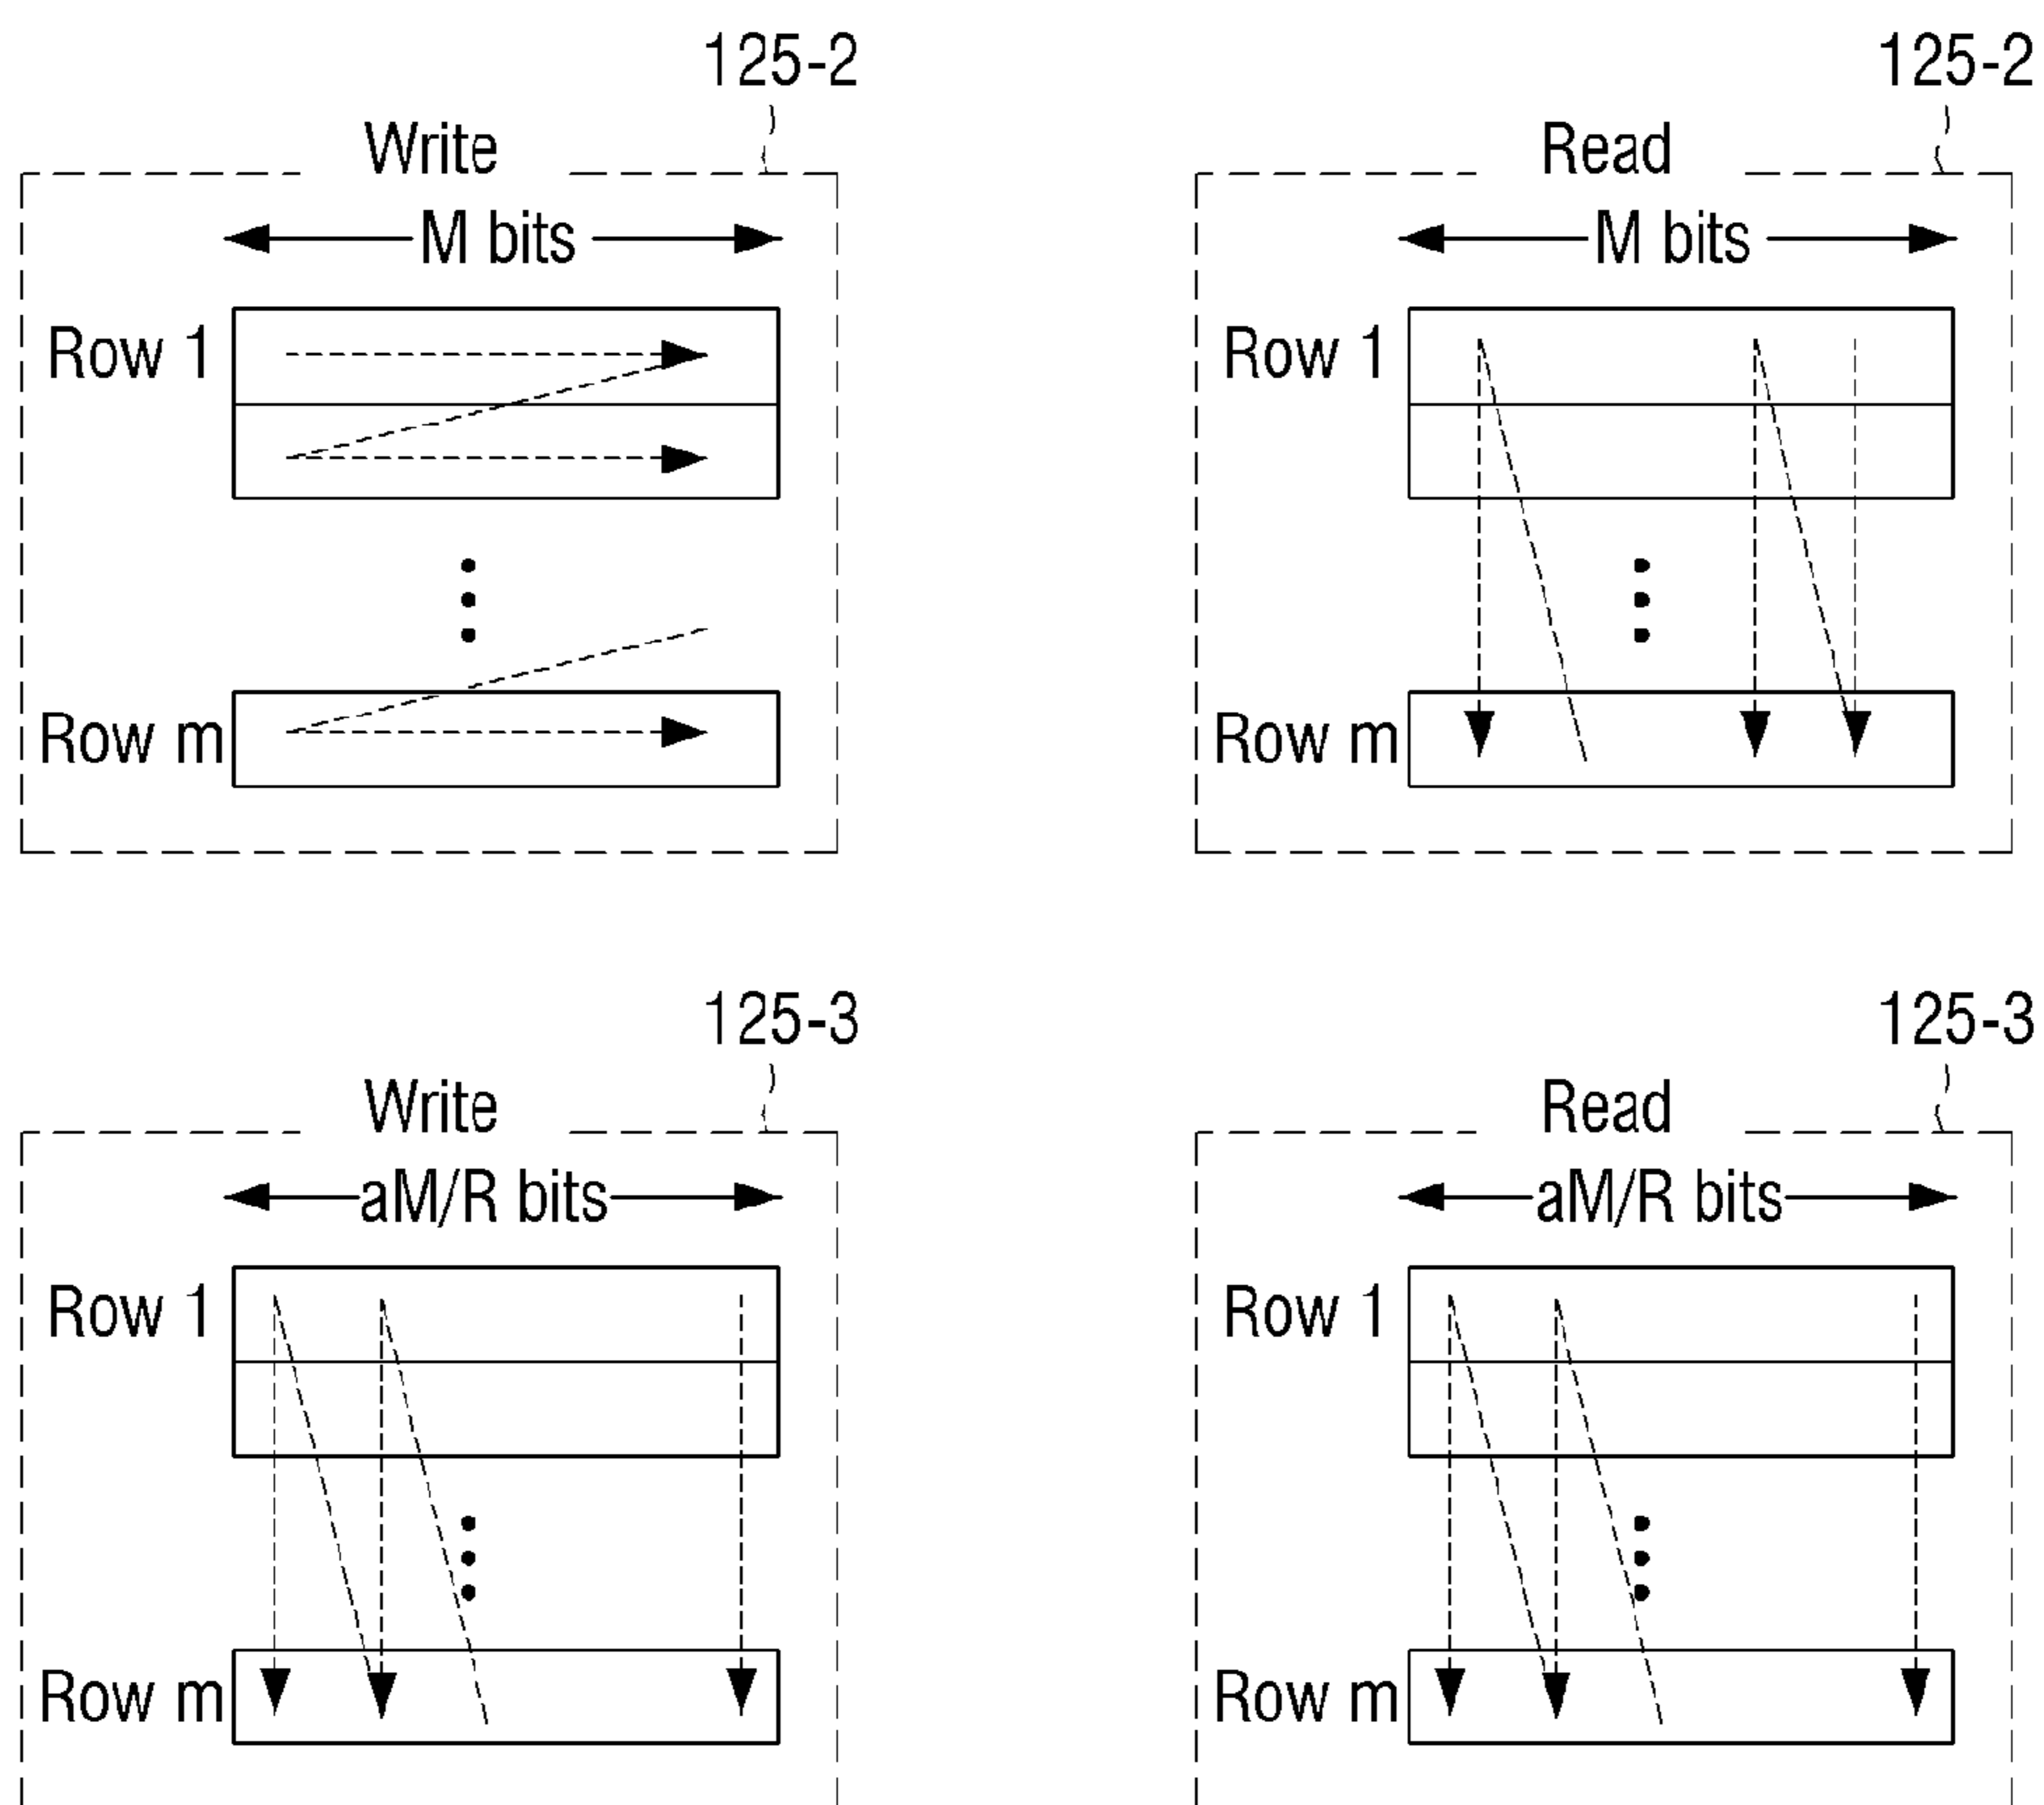 125-2
125-2
Write
Read
M bits
M bits
Row 1
Row 1
Row m
Row m
125-3
125-3
Write
Read
aM/R bits
aM/R bits
Row 1
Row 1
Row m
Row m